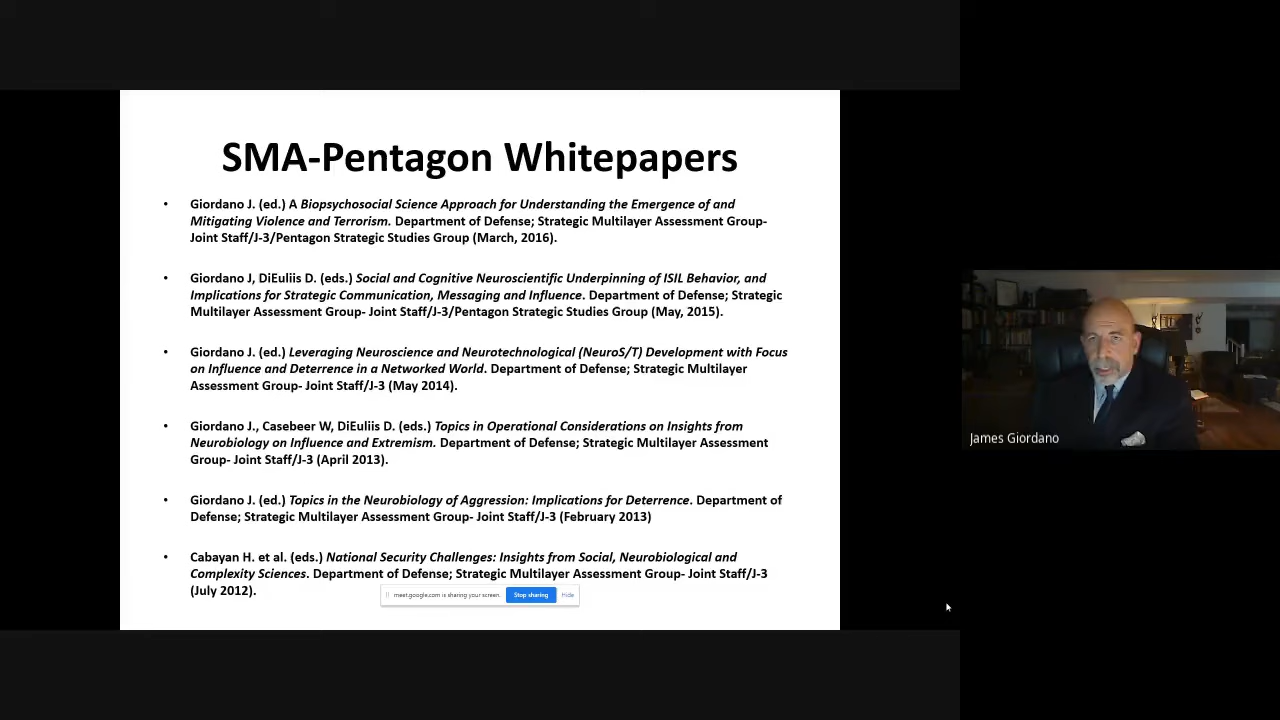 SMA-Pentagon Whitepapers
• Giordano J. (ed.) A Biopsychosocial Science Approach for Understanding the Emergence of and
Mitigating Violence and Terrorism. Department of Defense; Strategic Multilayer Assessment Group-
Joint Staff/J-3/Pentagon Strategic Studies Group (March, 2016).
• Giordano J, DiEuliis D. (eds.) Social and Cognitive Neuroscientific Underpinning of ISIL Behavior, and
Implications for Strategic Communication, Messaging and Influence. Department of Defense; Strategic
Multilayer Assessment Group- Joint Staff/J-3/Pentagon Strategic Studies Group (May, 2015).
• Giordano J. (ed.) Leveraging Neuroscience and Neurotechnological (NeuroS/T) Development with Focus
on Influence and Deterrence in a Networked World. Department of Defense; Strategic Multilayer
Assessment Group- Joint Staff/J-3 (May 2014).
• Giordano J., Casebeer W, DiEuliis D. (eds.) Topics in Operational Considerations on Insights from
Neurobiology on Influence and Extremism. Department of Defense; Strategic Multilayer Assessment
Group- Joint Staff/J-3 (April 2013).
• Giordano J. (ed.) Topics in the Neurobiology of Aggression: Implications for Deterrence. Department of
Defense; Strategic Multilayer Assessment Group- Joint Staff/J-3 (February 2013)
• Cabayan H. et al. (eds.) National Security Challenges: Insights from Social, Neurobiological and
Complexity Sciences. Department of Defense; Strategic Multilayer Assessment Group- Joint Staff/J-3
(July 2012).
meet.google.com is sharing your screen. Stop sharing Hide
James Giordano